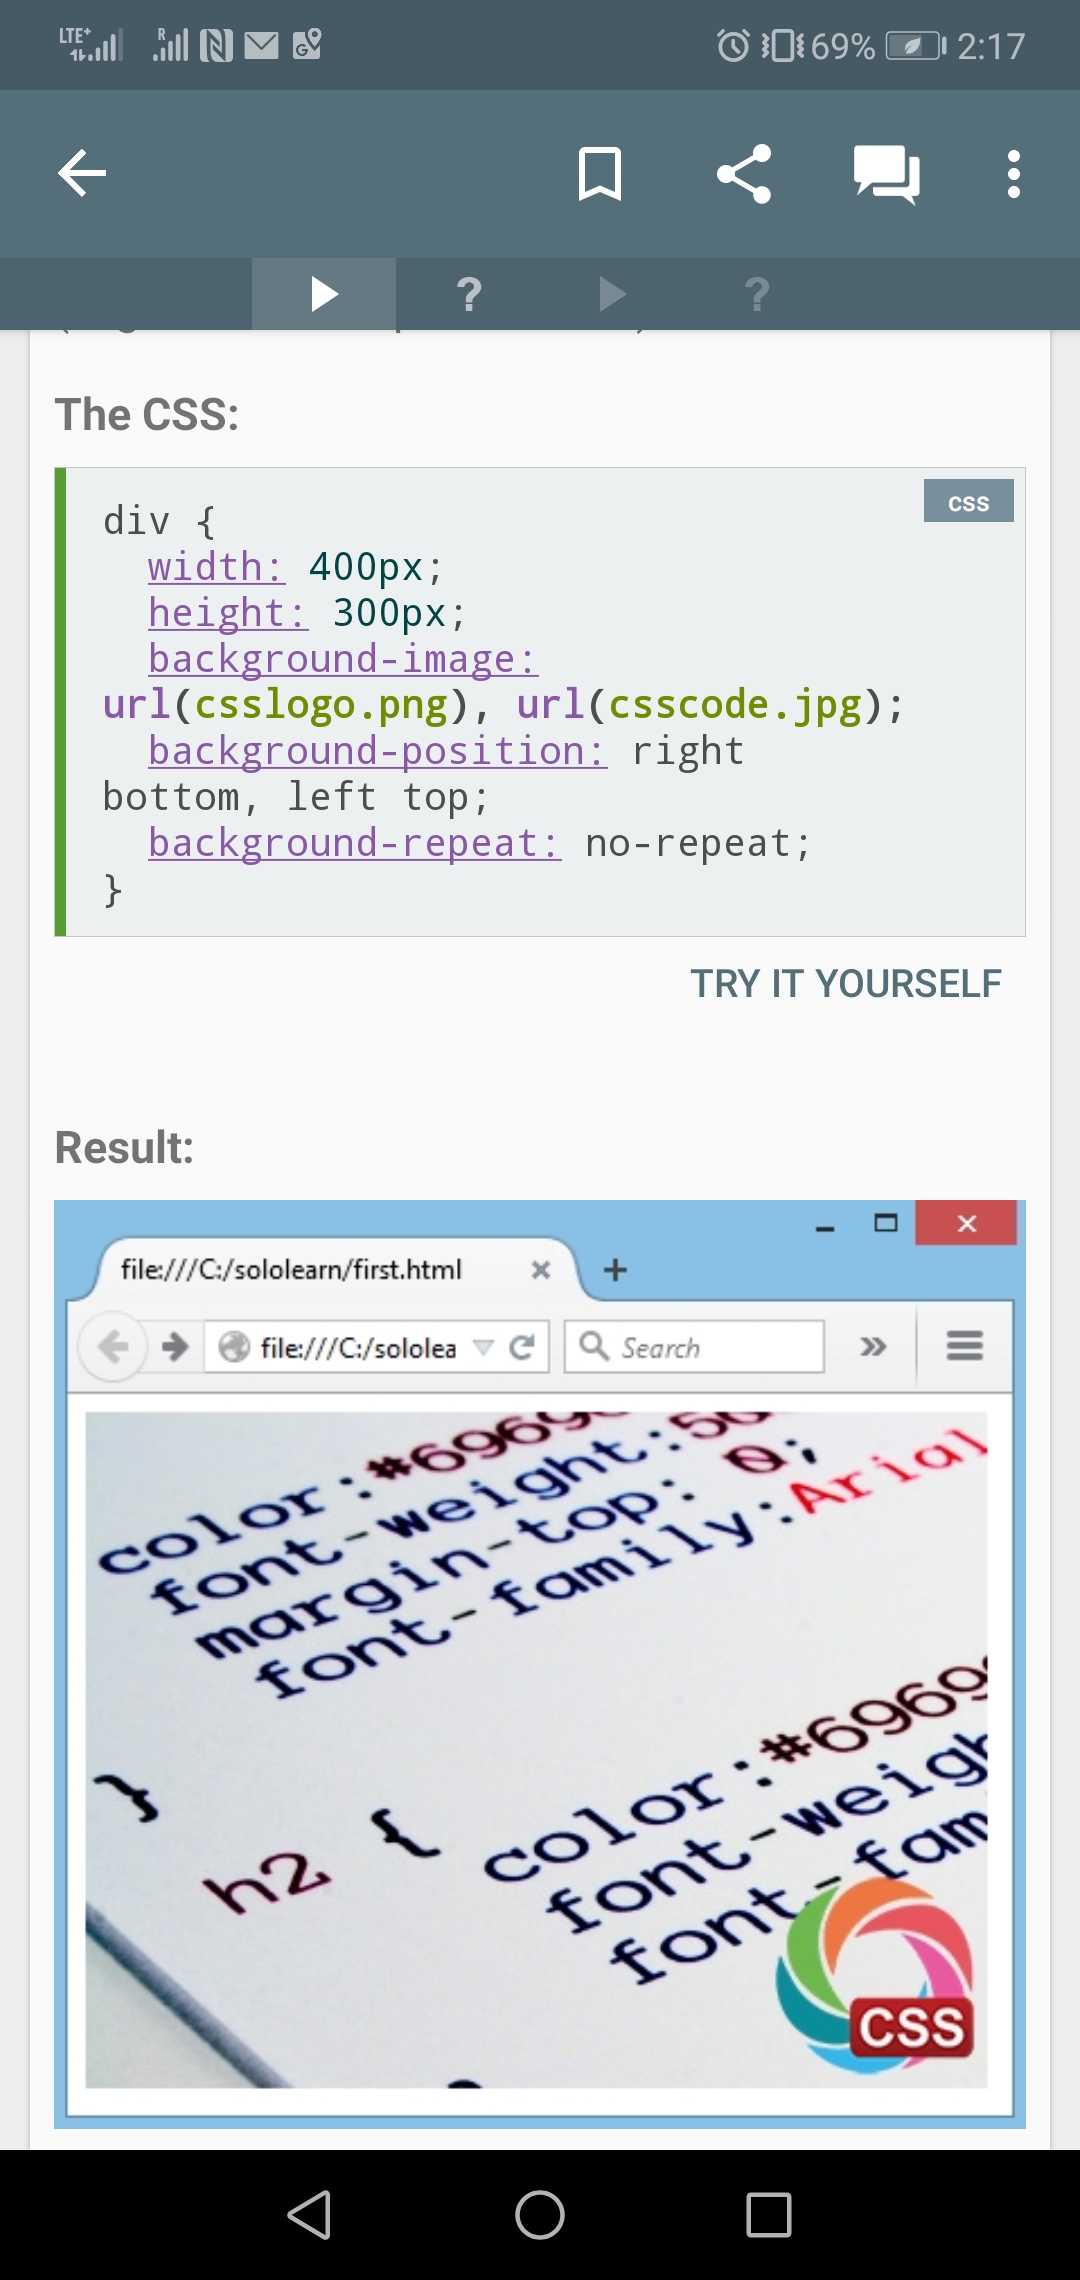 LTE+
R
69%
2:17
?
?
The CSS:
css
div {
width: 400px;
height: 300px;
background-image:
url(csslogo.png), url(csscode.jpg);
background-position: right
bottom, left top;
background-repeat: no-repeat;
}
TRY IT YOURSELF
Result:
file:///C:/sololearn/first.html
file:///C:/sololea
Search
color:#6969
font-weight:50
margin-top: 0;
font-family:Arial
}
h2 {
color:#6969
font-weigh
font-fam
CSS